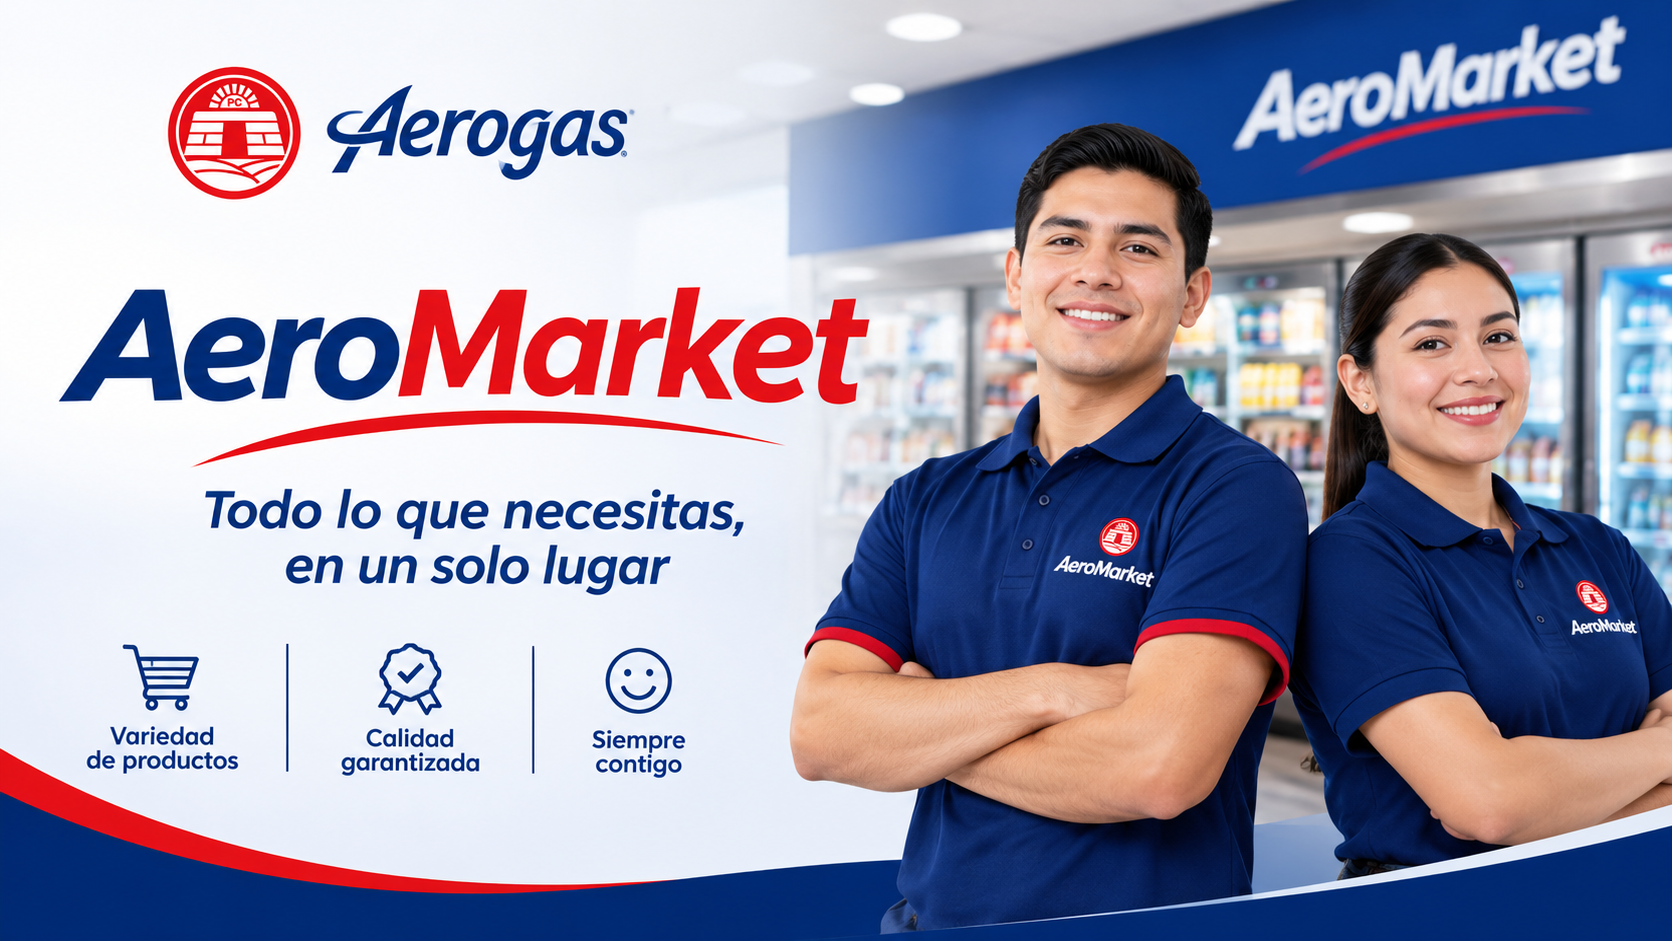 PC
Aerogas
AeroMarket
AeroMarket
Todo lo que necesitas,
en un solo lugar
Variedad
de productos
Calidad
garantizada
Siempre
contigo
AeroMarket
AeroMarket